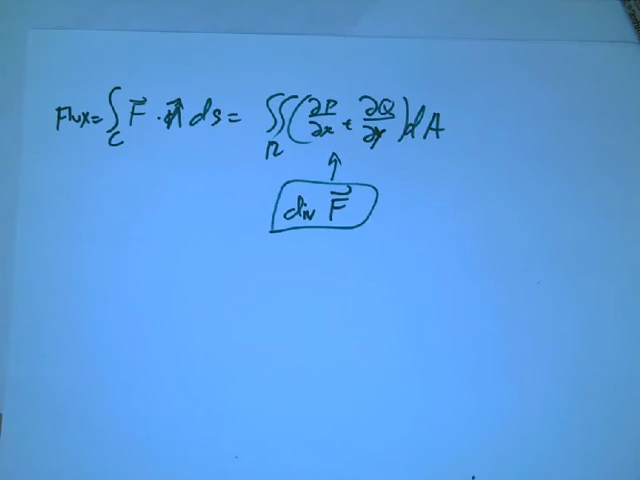 Flux = ∫_C F⃗ · n⃗ ds = ∬_R (∂P/∂x + ∂Q/∂y) dA
div F⃗